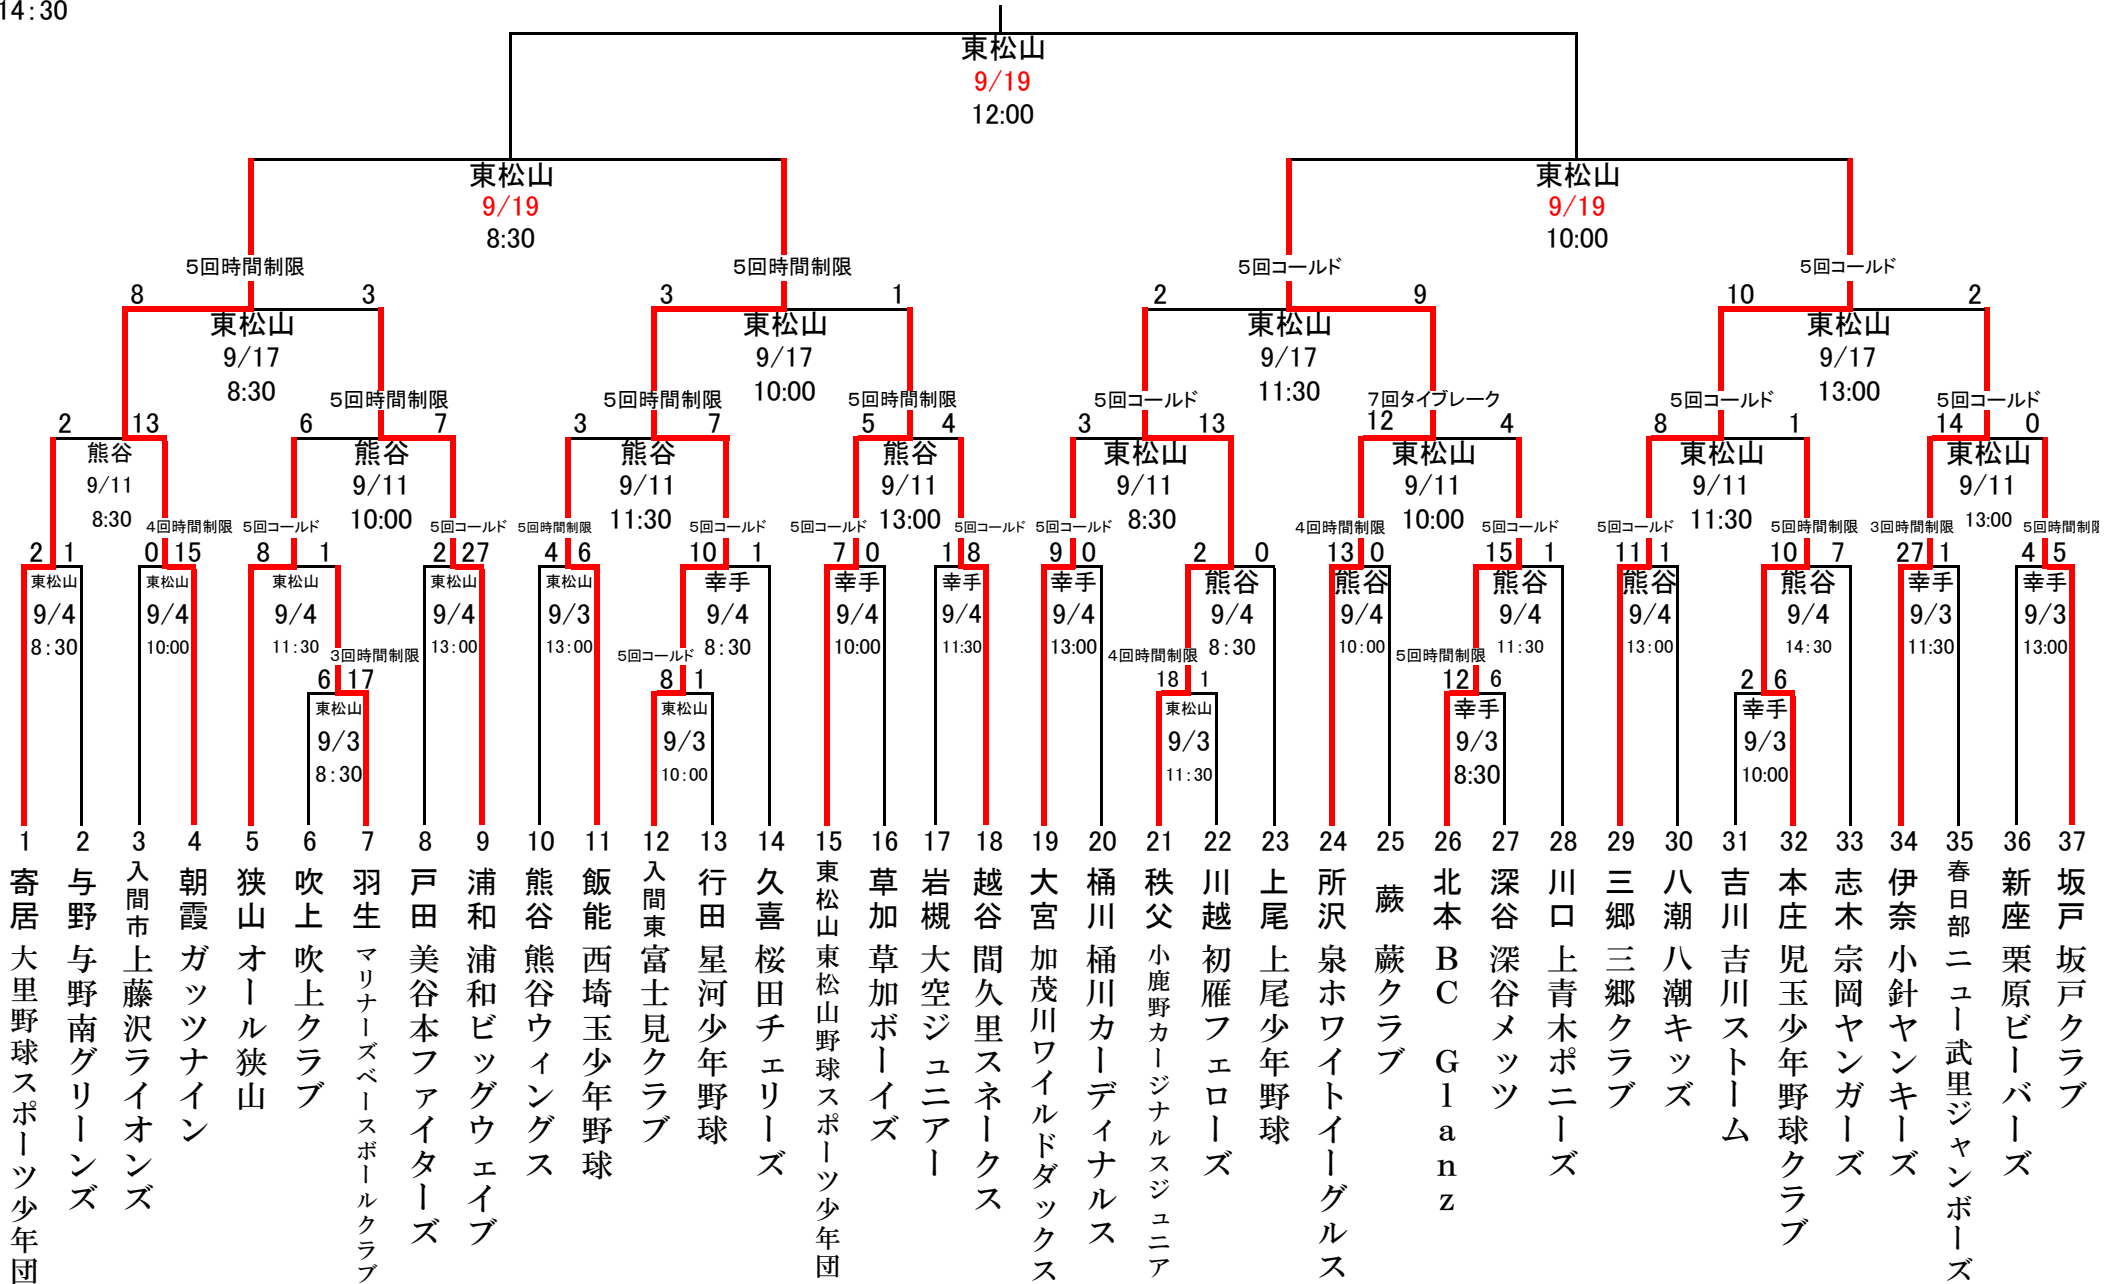 14:30
東松山
9/19
12:00
東松山 東松山
9/19 9/19
8:30 10:00
5回時間制限 5回時間制限 5回コールド 5回コールド
8 3 3 1 2 9 10 2
東松山 東松山 東松山 東松山
9/17 9/17 9/17 9/17
8:30 10:00 11:30 13:00
5回時間制限 5回時間制限 5回時間制限 5回コールド 7回タイブレーク 5回コールド 5回コールド
2 13 6 7 3 7 5 4 3 13 12 4 8 1 14 0
熊谷 熊谷 熊谷 熊谷 東松山 東松山 東松山 東松山
9/11 9/11 9/11 9/11 9/11 9/11 9/11 9/11
8:30 10:00 11:30 13:00 8:30 10:00 11:30 13:00
4回時間制限 5回コールド 5回コールド 5回時間制限 5回コールド 5回コールド 5回コールド 5回コールド 4回時間制限 5回コールド 5回コールド 5回時間制限 3回時間制限 5回時間制限
2 1 0 15 8 1 2 27 4 6 10 1 7 0 1 8 9 0 2 0 13 0 15 1 11 1 10 7 27 1 4 5
東松山 東松山 東松山 東松山 東松山 幸手 幸手 幸手 幸手 熊谷 熊谷 熊谷 熊谷 熊谷 幸手 幸手
9/4 9/4 9/4 9/4 9/3 9/4 9/4 9/4 9/4 9/4 9/4 9/4 9/4 9/4 9/3 9/3
8:30 10:00 11:30 13:00 13:00 8:30 10:00 11:30 13:00 8:30 10:00 11:30 13:00 14:30 11:30 13:00
3回時間制限 5回コールド 4回時間制限 5回時間制限
6 17 8 1 18 1 12 6 2 6
東松山 東松山 東松山 幸手 幸手
9/3 9/3 9/3 9/3 9/3
8:30 10:00 11:30 8:30 10:00
1 寄居 大里野球スポーツ少年団
2 与野 与野南グリーンズ
3 入間市 上藤沢ライオンズ
4 朝霞 ガッツナイン
5 狭山 オール狭山
6 吹上 吹上クラブ
7 羽生 マリナーズベースボールクラブ
8 戸田 美谷本ファイターズ
9 浦和 浦和ビッグウェイブ
10 熊谷 熊谷ウィングス
11 飯能 西埼玉少年野球
12 入間東 富士見クラブ
13 行田 星河少年野球
14 久喜 桜田チェリーズ
15 東松山 東松山野球スポーツ少年団
16 草加 草加ボーイズ
17 岩槻 大空ジュニアー
18 越谷 間久里スネークス
19 大宮 加茂川ワイルドダックス
20 桶川 桶川カーディナルス
21 秩父 小鹿野カージナルスジュニア
22 川越 初雁フェローズ
23 上尾 上尾少年野球
24 所沢 泉ホワイトイーグルス
25 蕨 蕨クラブ
26 北本 BC Glanz
27 深谷 深谷メッツ
28 川口 上青木ポニーズ
29 三郷 三郷クラブ
30 八潮 八潮キッズ
31 吉川 吉川ストーム
32 本庄 児玉少年野球クラブ
33 志木 宗岡ヤンガーズ
34 伊奈 小針ヤンキーズ
35 春日部 ニュー武里ジャンボーズ
36 新座 栗原ビーバーズ
37 坂戸 坂戸クラブ